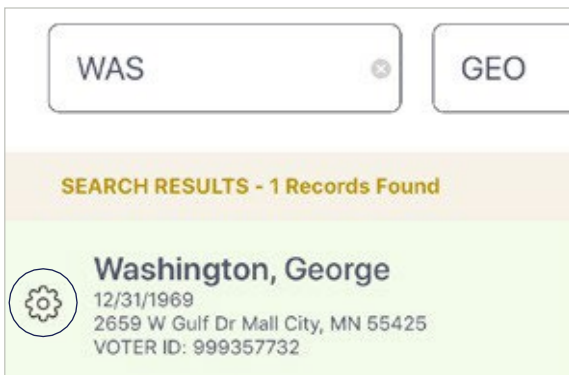 WAS
GEO
SEARCH RESULTS - 1 Records Found
Washington, George
12/31/1969
2659 W Gulf Dr Mall City, MN 55425
VOTER ID: 999357732